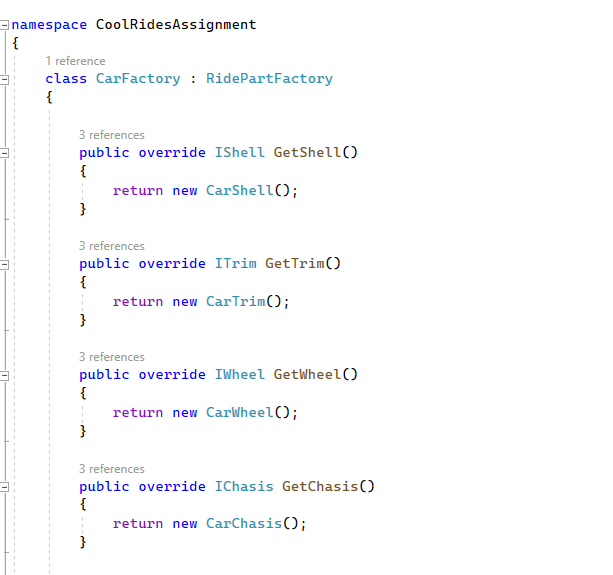 namespace CoolRidesAssignment
{
1 reference
class CarFactory : RidePartFactory
{
3 references
public override IShell GetShell()
{
return new CarShell();
}
3 references
public override ITrim GetTrim()
{
return new CarTrim();
}
3 references
public override IWheel GetWheel()
{
return new CarWheel();
}
3 references
public override IChasis GetChasis()
{
return new CarChasis();
}